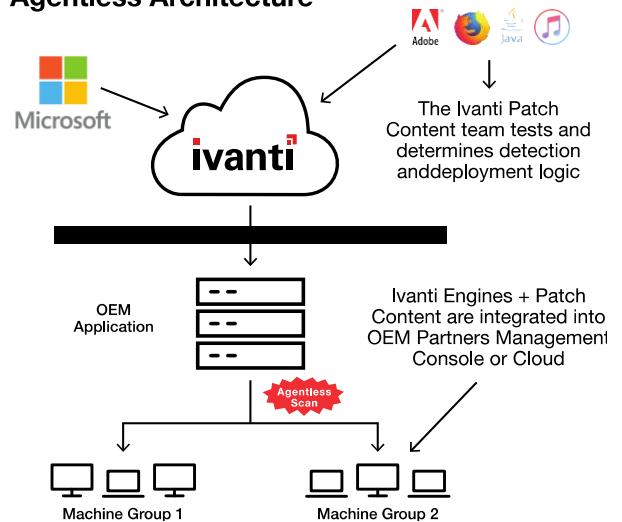 Agentless Architecture
Adobe
Java
Microsoft
ivanti
The Ivanti Patch
Content team tests and
determines detection
anddeployment logic
OEM
Application
Ivanti Engines + Patch
Content are integrated into
OEM Partners Management
Console or Cloud
Agentless
Scan
Machine Group 1
Machine Group 2